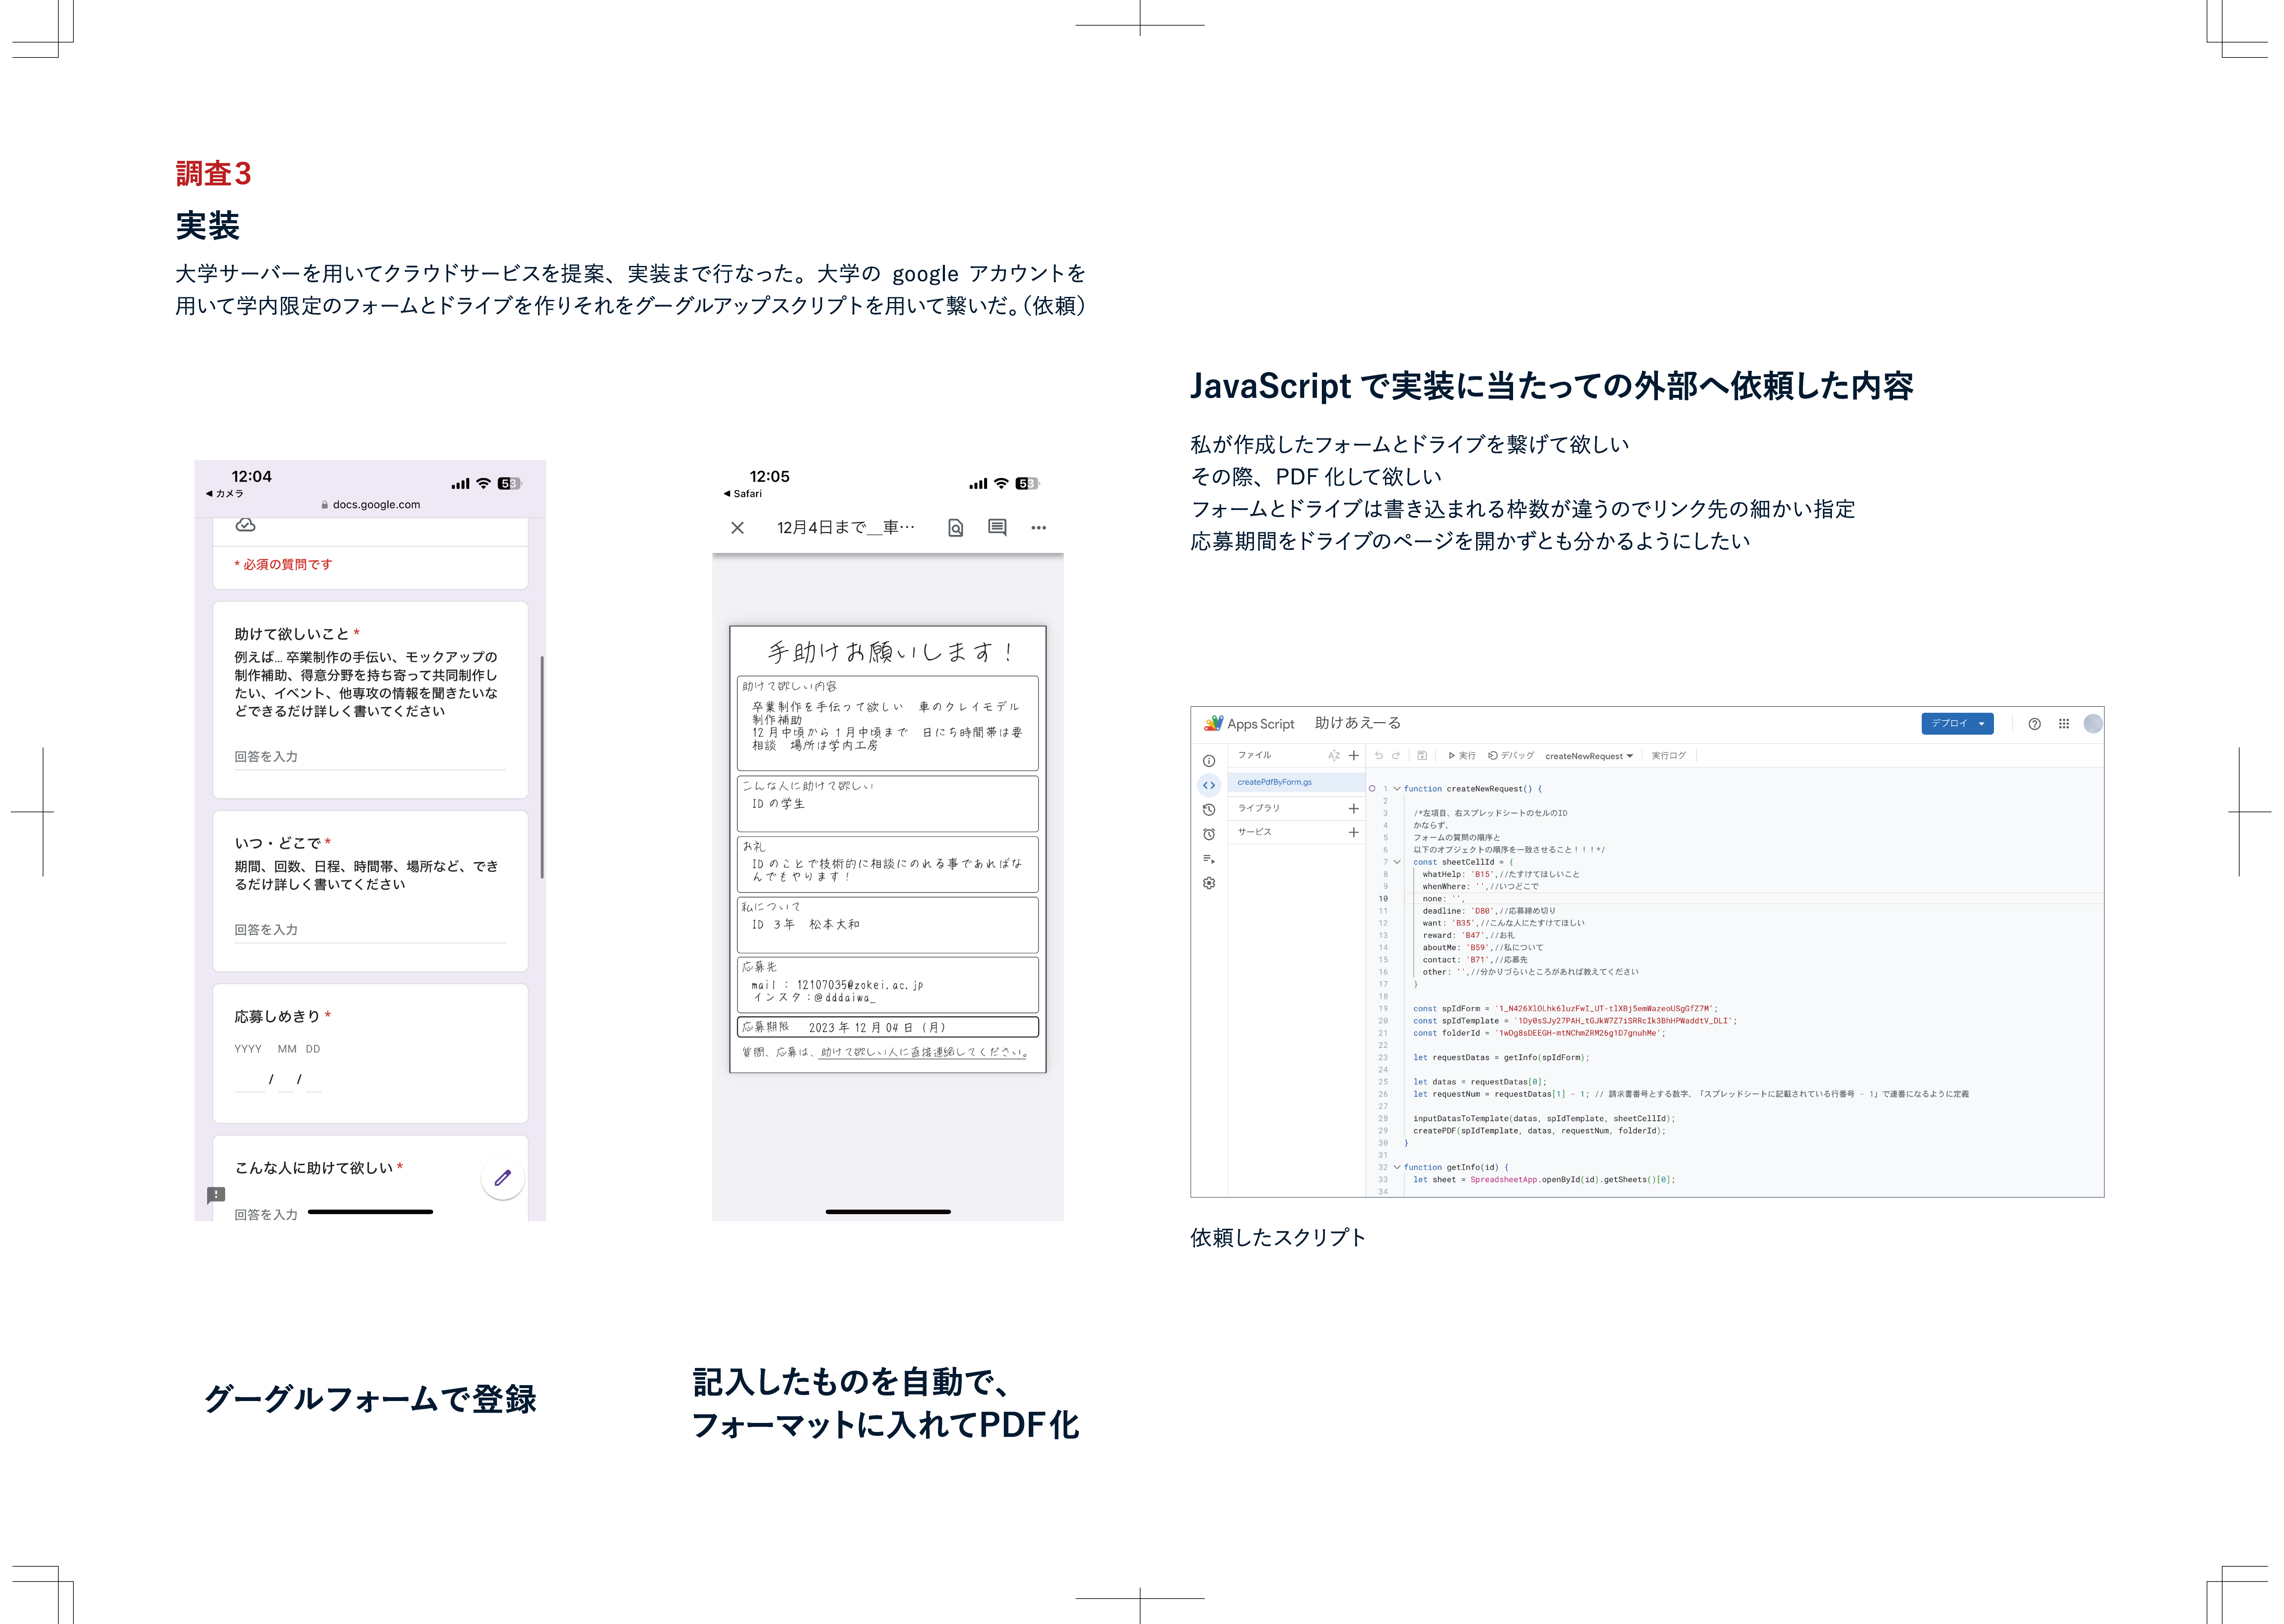 調査3
実装
大学サーバーを用いてクラウドサービスを提案、実装まで行なった。大学の google アカウントを
用いて学内限定のフォームとドライブを作りそれをグーグルアップスクリプトを用いて繋いだ。（依頼）
12:04
53
◀ カメラ
docs.google.com
* 必須の質問です
助けて欲しいこと *
例えば... 卒業制作の手伝い、モックアップの
制作補助、得意分野を持ち寄って共同制作し
たい、イベント、他専攻の情報を聞きたいな
どできるだけ詳しく書いてください
回答を入力
いつ・どこで *
期間、回数、日程、時間帯、場所など、でき
るだけ詳しく書いてください
回答を入力
応募しめきり *
YYYY MM DD
/ /
こんな人に助けて欲しい *
回答を入力
グーグルフォームで登録
12:05
53
◀ Safari
12月4日まで＿車…
手助けお願いします！
助けて欲しい内容
卒業制作を手伝って欲しい　車のクレイモデル
制作補助
12月中頃から1月中頃まで　日にち時間帯は要
相談　場所は学内工房
こんな人に助けて欲しい
IDの学生
お礼
IDのことで技術的に相談にのれる事であればな
んでもやります！
私について
ID 3年　松本大和
応募先
mail : 12107035@zokei.ac.jp
インスタ：@dddaiwa_
応募期限　2023年12月04日（月）
質問、応募は、助けて欲しい人に直接連絡してください。
記入したものを自動で、
フォーマットに入れてPDF化
JavaScript で実装に当たっての外部へ依頼した内容
私が作成したフォームとドライブを繋げて欲しい
その際、PDF 化して欲しい
フォームとドライブは書き込まれる枠数が違うのでリンク先の細かい指定
応募期間をドライブのページを開かずとも分かるようにしたい
Apps Script 助けあえーる
デプロイ
ファイル
実行 デバッグ createNewRequest 実行ログ
createPdfByForm.gs
ライブラリ
サービス
1 function createNewRequest() {
2
3 /*左項目、右スプレッドシートのセルのID
4 かならず、
5 フォームの質問の順序と
6 以下のオブジェクトの順序を一致させること！！！*/
7 const sheetCellId = {
8 whatHelp: 'B15',//たすけてほしいこと
9 whenWhere: '',//いつどこで
10 none: '',
11 deadline: 'D80',//応募締め切り
12 want: 'B35',//こんな人にたすけてほしい
13 reward: 'B47',//お礼
14 aboutMe: 'B59',//私について
15 contact: 'B71',//応募先
16 other: '',//分かりづらいところがあれば教えてください
17 }
18
19 const spIdForm = '1_N426XlOLhk6luzFwI_UT-tlXBj5emWazeoUSgGfZ7M';
20 const spIdTemplate = '1Dy0sSJy27PAH_tGJkW7Z7iSRRcIk3BhHPWaddtV_DLI';
21 const folderId = '1wDg8sDEEGH-mtNChmZRM26g1D7gnuhMe';
22
23 let requestDatas = getInfo(spIdForm);
24
25 let datas = requestDatas[0];
26 let requestNum = requestDatas[1] - 1; // 請求書番号とする数字、「スプレッドシートに記載されている行番号 - 1」で連番になるように定義
27
28 inputDatasToTemplate(datas, spIdTemplate, sheetCellId);
29 createPDF(spIdTemplate, datas, requestNum, folderId);
30 }
31
32 function getInfo(id) {
33 let sheet = SpreadsheetApp.openById(id).getSheets()[0];
34
依頼したスクリプト